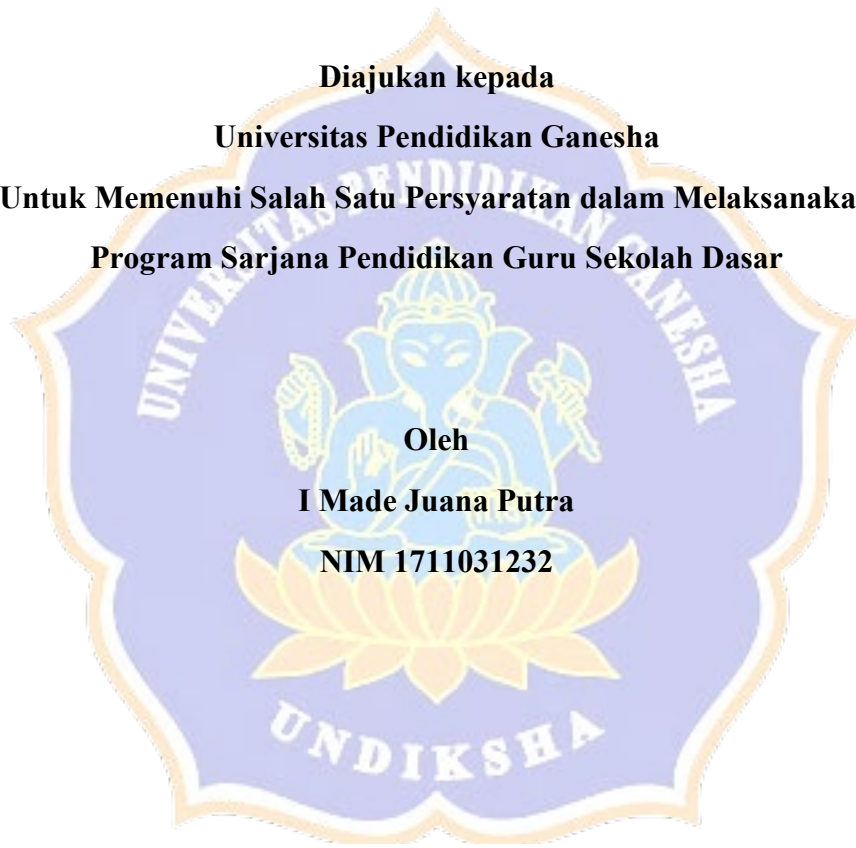 Diajukan kepada
Universitas Pendidikan Ganesha
Untuk Memenuhi Salah Satu Persyaratan dalam Melaksanaka
Program Sarjana Pendidikan Guru Sekolah Dasar
UNIVERSITAS PENDIDIKAN GANESHA
Oleh
I Made Juana Putra
NIM 1711031232
UNDIKSHA